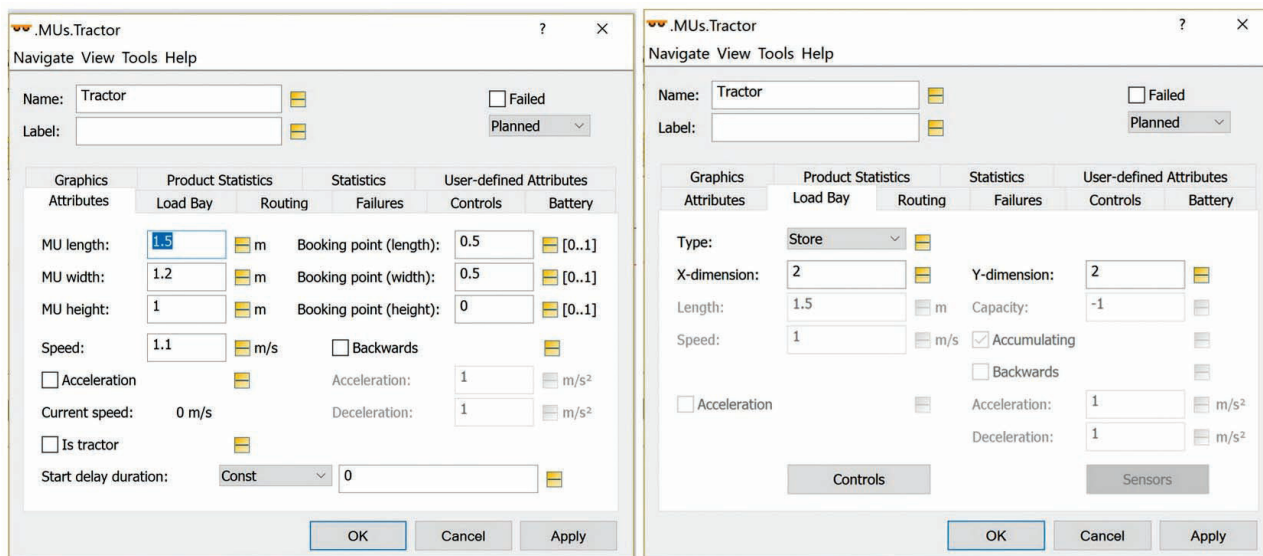 .MUs.Tractor ? ×
Navigate View Tools Help
Name: Tractor Failed
Label: Planned
Graphics Product Statistics Statistics User-defined Attributes
Attributes Load Bay Routing Failures Controls Battery
MU length: 1.5 m Booking point (length): 0.5 [0..1]
MU width: 1.2 m Booking point (width): 0.5 [0..1]
MU height: 1 m Booking point (height): 0 [0..1]
Speed: 1.1 m/s Backwards
Acceleration Acceleration: 1 m/s²
Current speed: 0 m/s Deceleration: 1 m/s²
Is tractor
Start delay duration: Const 0
OK Cancel Apply
.MUs.Tractor ? ×
Navigate View Tools Help
Name: Tractor Failed
Label: Planned
Graphics Product Statistics Statistics User-defined Attributes
Attributes Load Bay Routing Failures Controls Battery
Type: Store
X-dimension: 2 Y-dimension: 2
Length: 1.5 m Capacity: -1
Speed: 1 m/s Accumulating
Backwards
Acceleration Acceleration: 1 m/s²
Deceleration: 1 m/s²
Controls Sensors
OK Cancel Apply